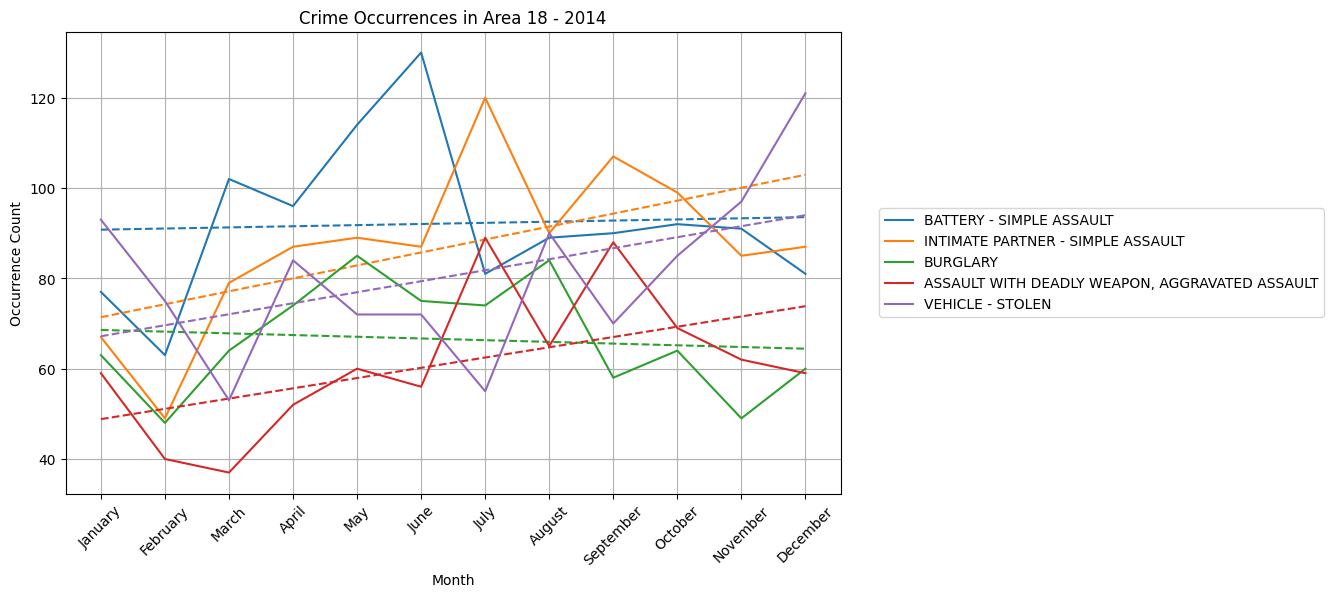 Crime Occurrences in Area 18 - 2014
Occurrence Count
120
100
80
60
40
January
February
March
April
May
June
July
August
September
October
November
December
Month
BATTERY - SIMPLE ASSAULT
INTIMATE PARTNER - SIMPLE ASSAULT
BURGLARY
ASSAULT WITH DEADLY WEAPON, AGGRAVATED ASSAULT
VEHICLE - STOLEN